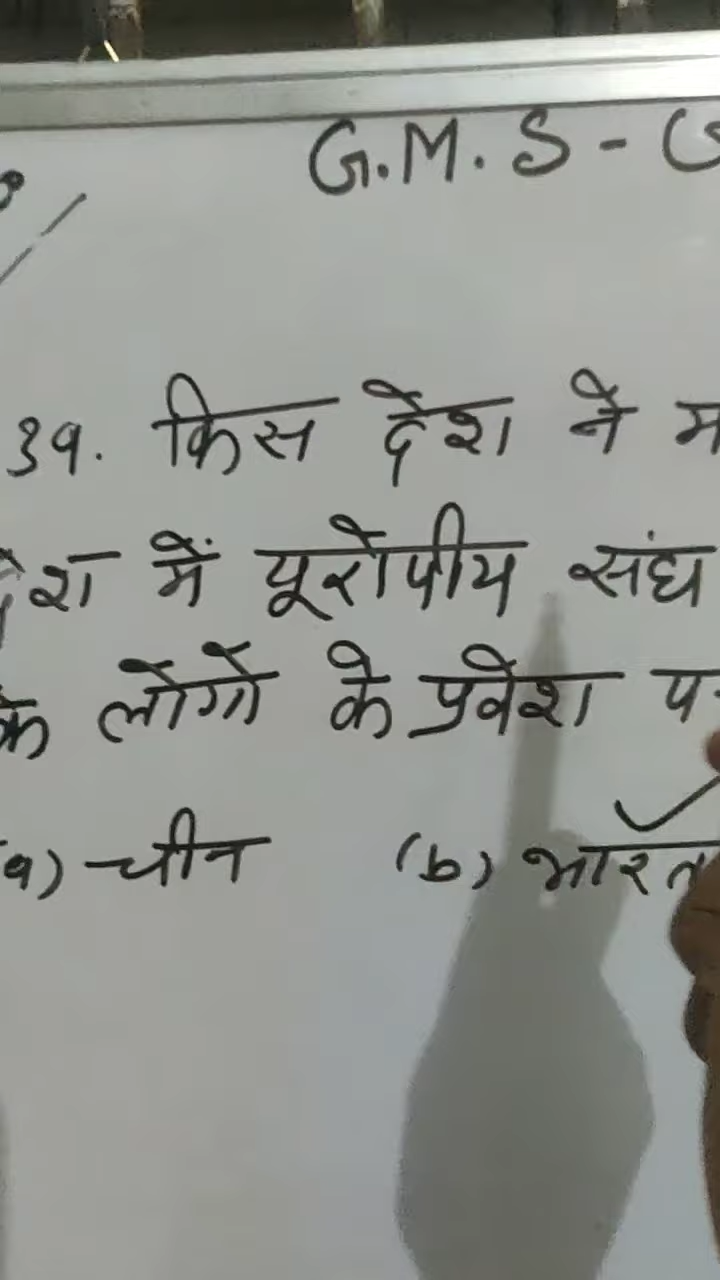 G.M.S -
39. किस देश ने
देश में यूरोपीय संघ
के लोगों के प्रवेश
(a) चीन (b) भारत